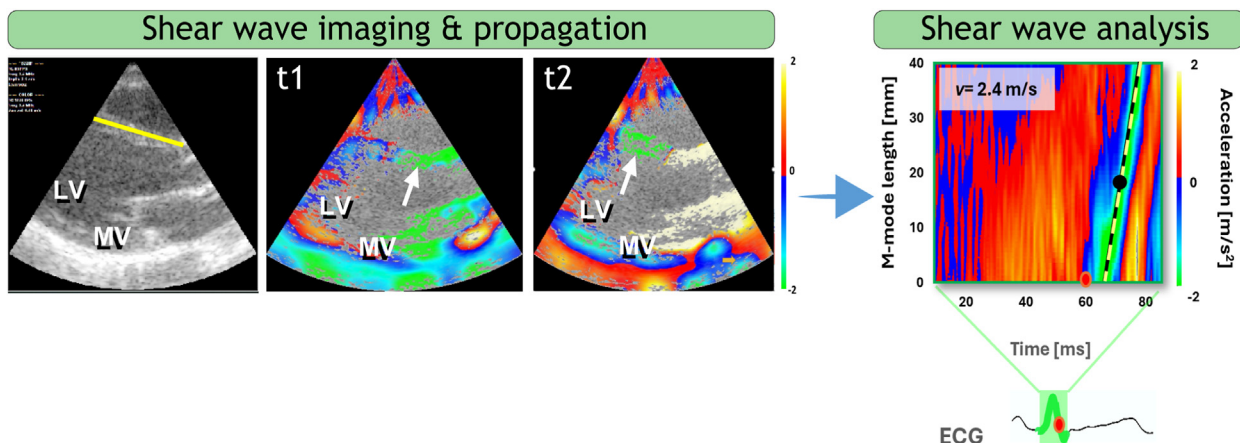 Shear wave imaging & propagation
Shear wave analysis
LV
MV
t1
LV
MV
t2
LV
MV
2
0
-2
v= 2.4 m/s
M-mode length [mm]
40
30
20
10
0
20
40
60
80
Time [ms]
2
0
-2
Acceleration [m/s²]
ECG